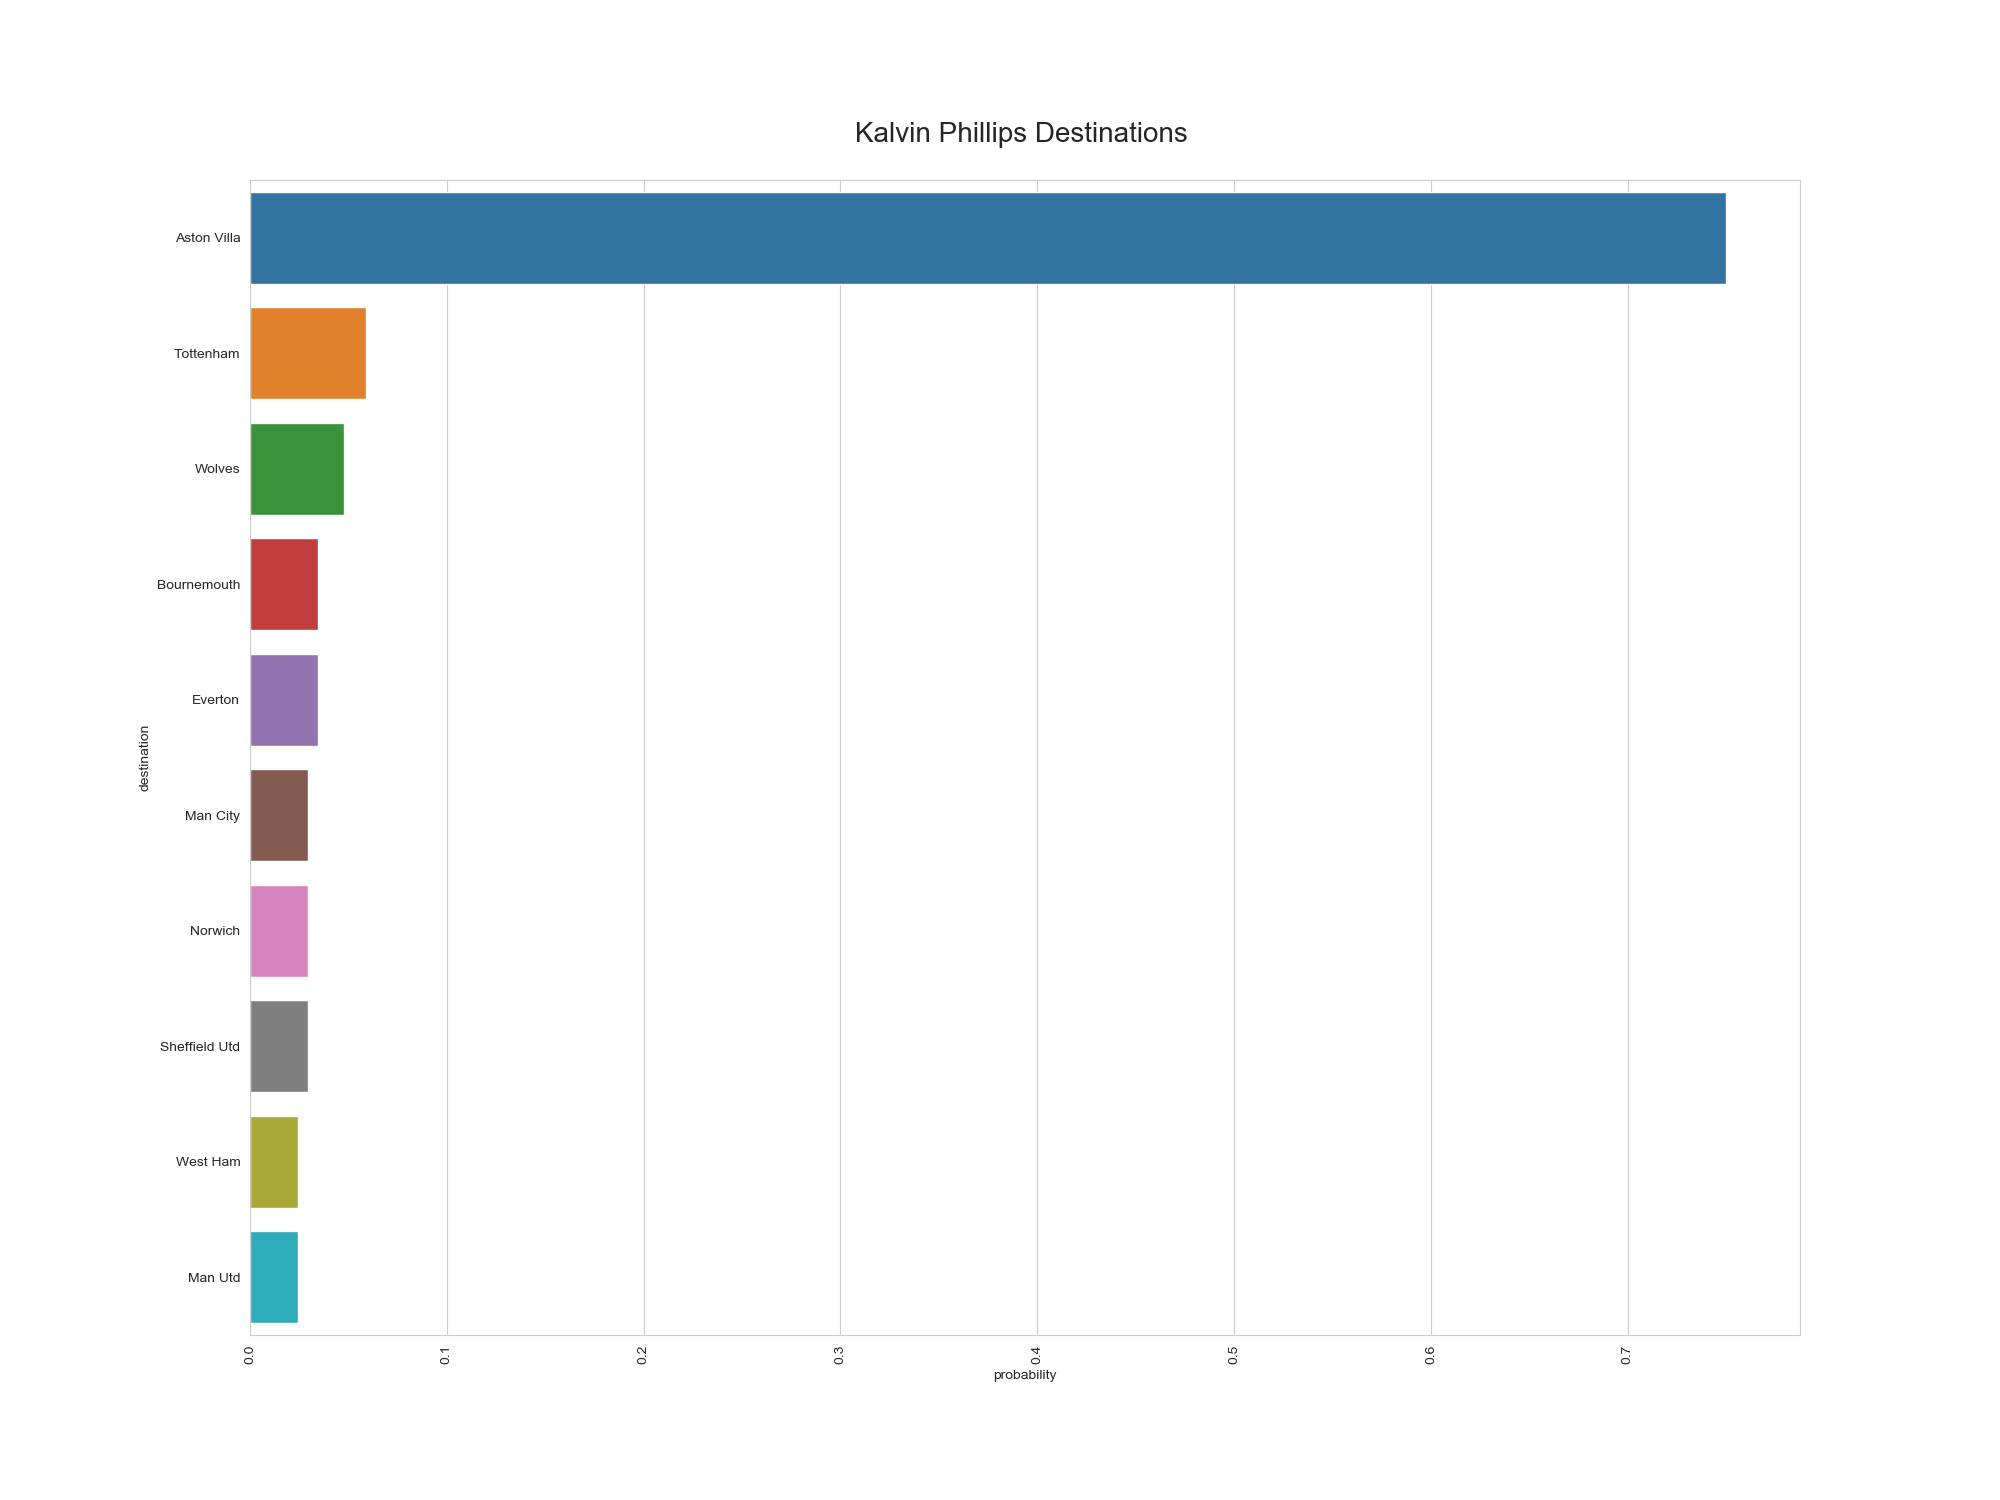 Kalvin Phillips Destinations
Aston Villa
Tottenham
Wolves
Bournemouth
Everton
Man City
Norwich
Sheffield Utd
West Ham
Man Utd
destination
0.0 0.1 0.2 0.3 0.4 0.5 0.6 0.7
probability